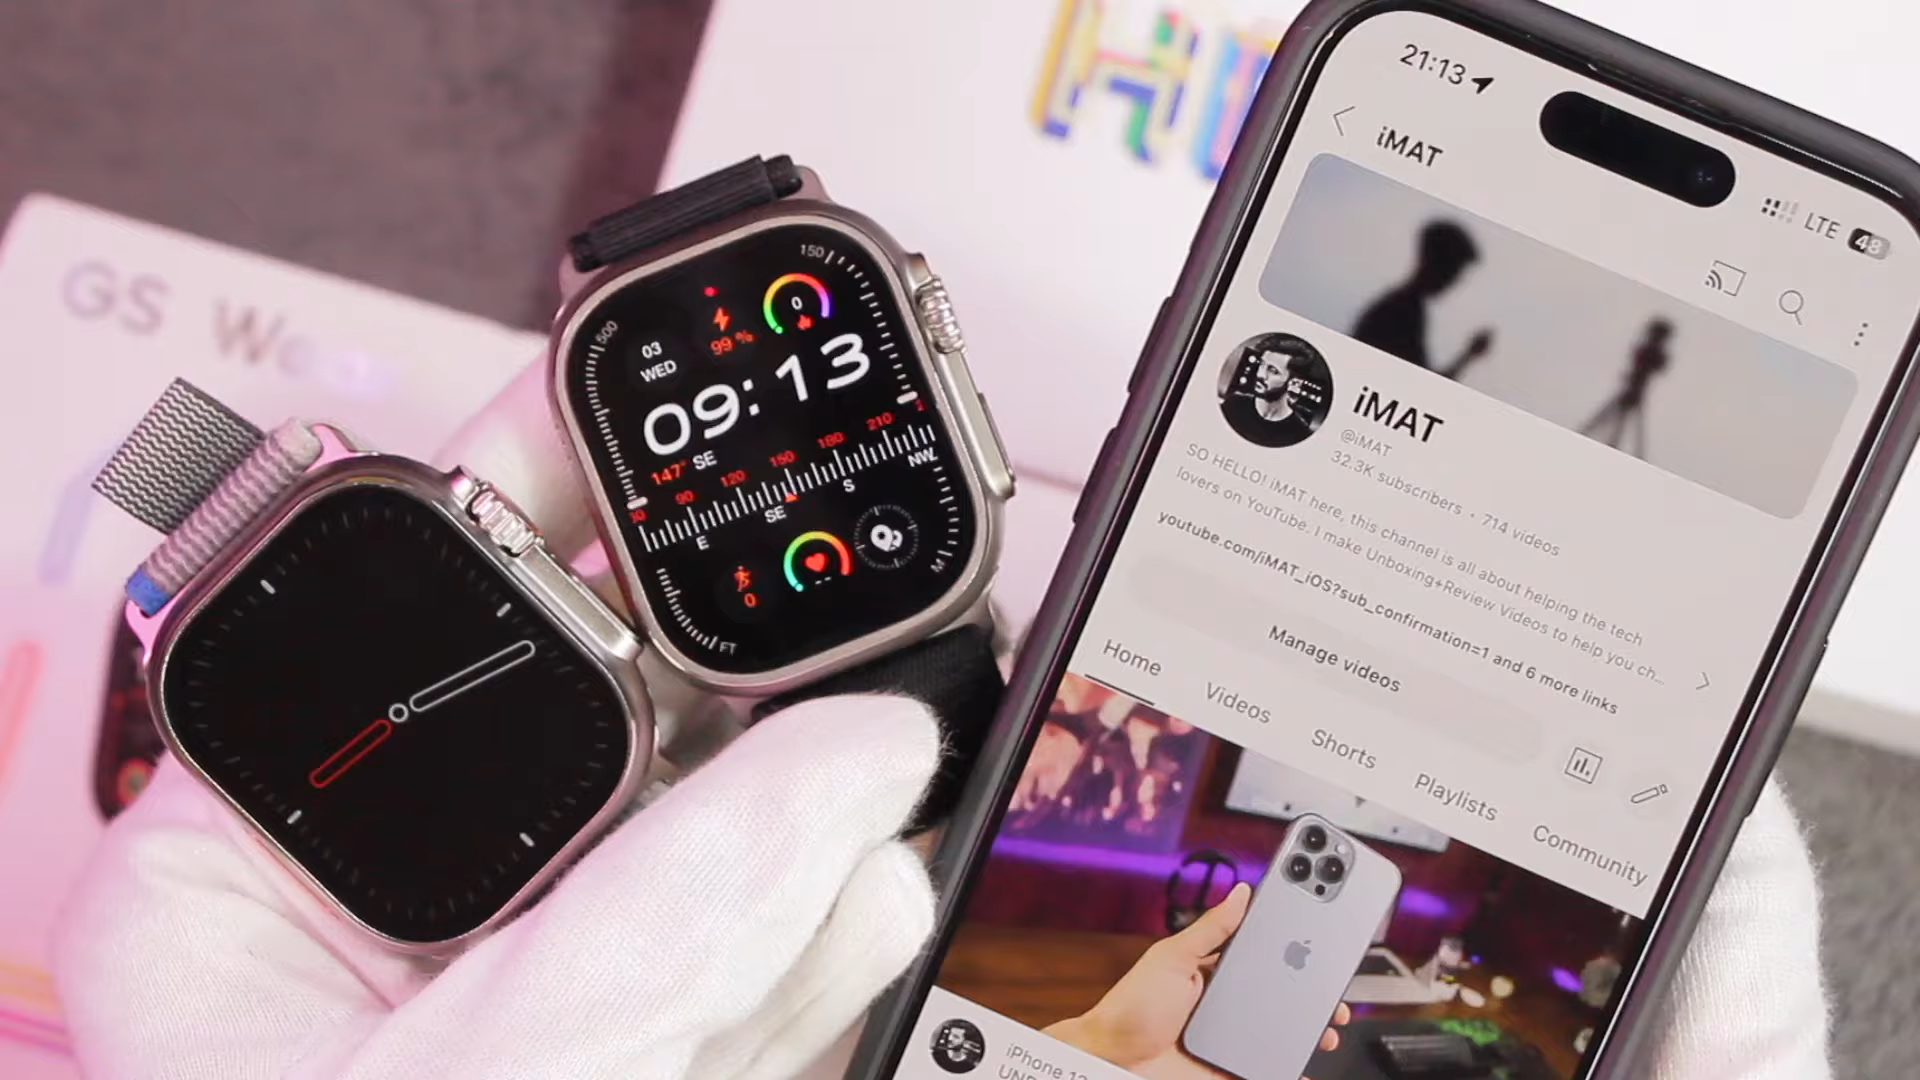 GS
150
500
0
99 %
03
WED
09:13
147° SE
90 120 150 180 210
E SE S NW
0
--
FT
21:13
LTE 48
iMAT
iMAT
@iMAT
32.3K subscribers • 714 videos
SO HELLO! iMAT here, this channel is all about helping the tech
lovers on YouTube. I make Unboxing+Review Videos to help you ch...
youtube.com/iMAT_iOS?sub_confirmation=1 and 6 more links
Manage videos
Home Videos Shorts Playlists Community
iPhone